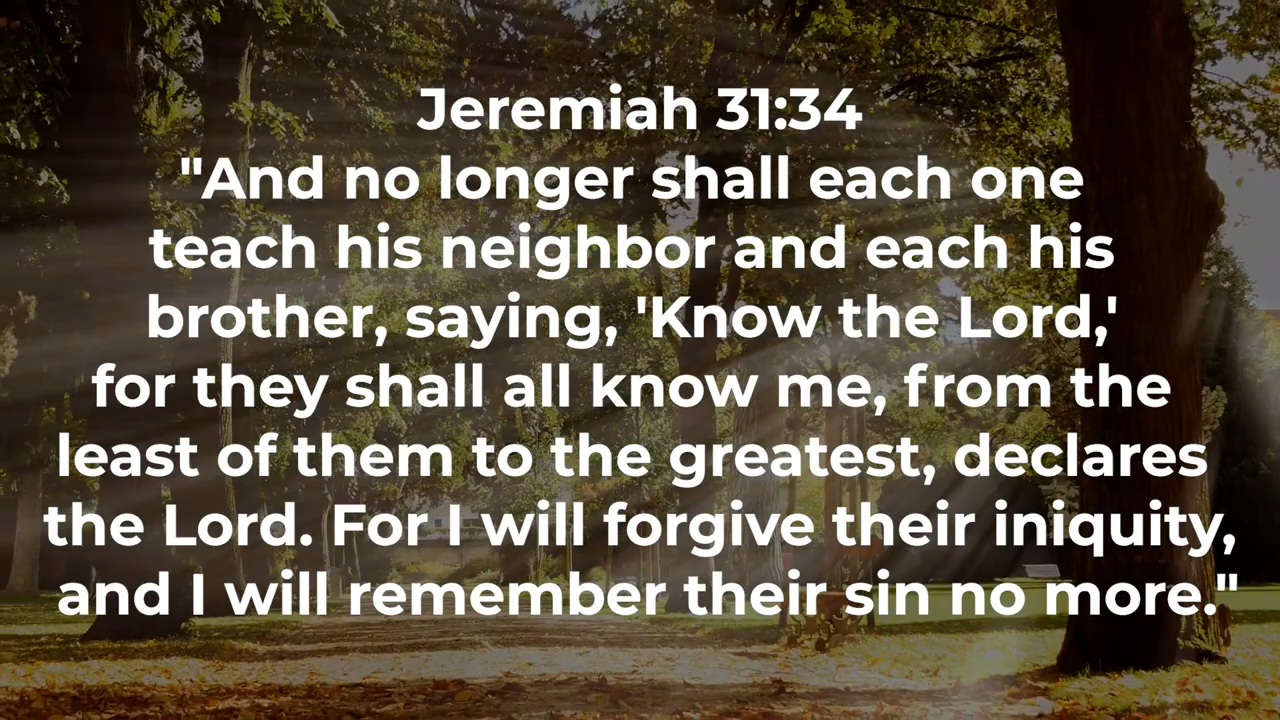 Jeremiah 31:34
"And no longer shall each one
teach his neighbor and each his
brother, saying, 'Know the Lord,'
for they shall all know me, from the
least of them to the greatest, declares
the Lord. For I will forgive their iniquity,
and I will remember their sin no more."